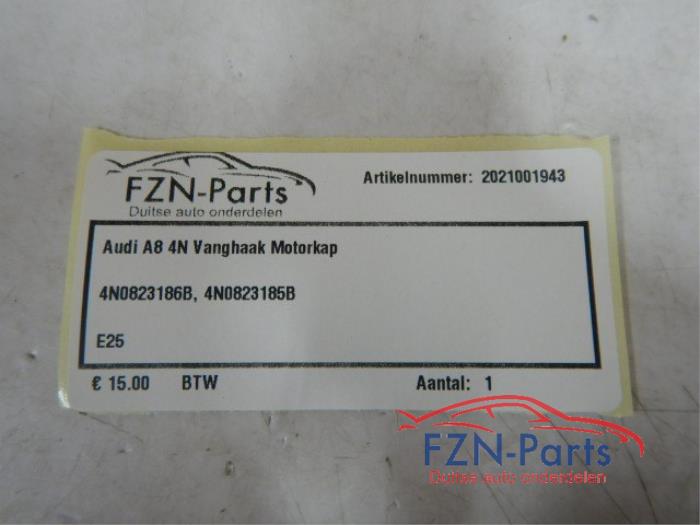 FZN-Parts
Duitse auto onderdelen
Artikelnummer: 2021001943
Audi A8 4N Vanghaak Motorkap
4N0823186B, 4N0823185B
E25
€ 15.00 BTW Aantal: 1
FZN-Parts
Duitse auto onderdelen